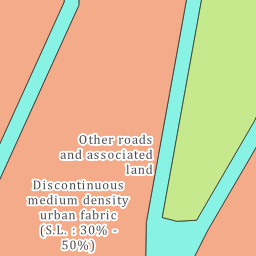 Other roads
and associated
land
Discontinuous
medium density
urban fabric
(S.L. : 30% -
50%)